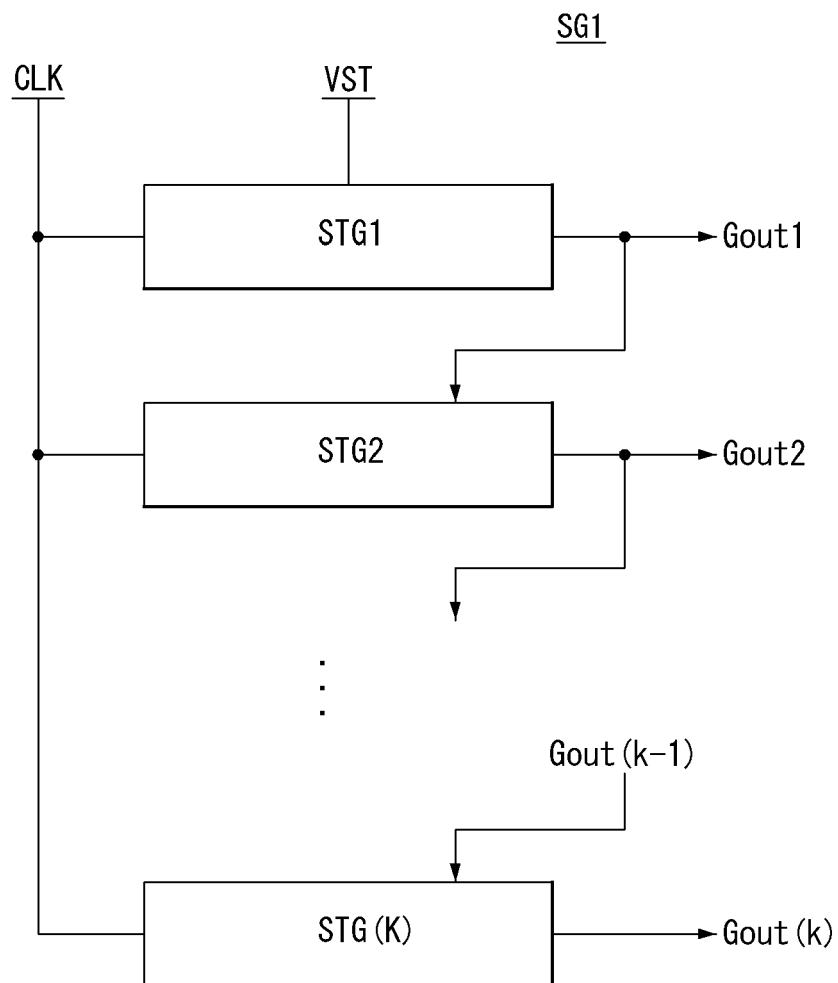 SG1
CLK
VST
STG1
Gout1
STG2
Gout2
Gout(k-1)
STG(K)
Gout(k)